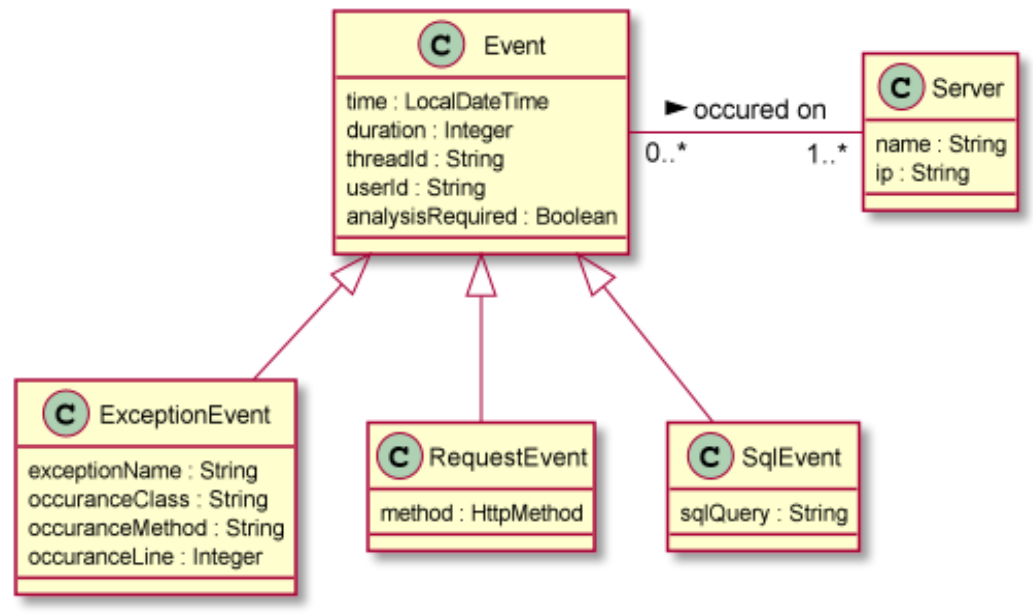 C Event
time : LocalDateTime
duration : Integer
threadId : String
userId : String
analysisRequired : Boolean
► occured on
0..* 1..*
C Server
name : String
ip : String
C ExceptionEvent
exceptionName : String
occuranceClass : String
occuranceMethod : String
occuranceLine : Integer
C RequestEvent
method : HttpMethod
C SqlEvent
sqlQuery : String